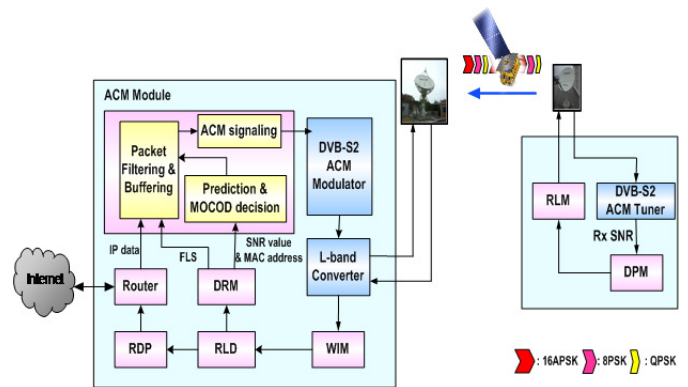 ACM Module
ACM signaling
Packet
Filtering &
Buffering
Prediction &
MOCOD decision
DVB-S2
ACM
Modulator
IP data
FLS
SNR value
& MAC address
L-band
Converter
Internet
Router
DRM
RDP
RLD
WIM
RLM
DVB-S2
ACM Tuner
Rx SNR
DPM
: 16APSK
: 8PSK
: QPSK